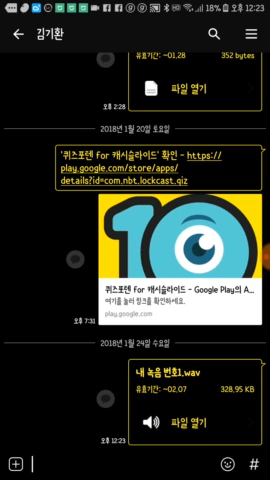 18% 오후 12:23
김기환
유효기간: ~01.28 352 bytes
파일 열기
오후 2:28
2018년 1월 20일 토요일
'퀴즈포텐 for 캐시슬라이드' 확인 - https://
play.google.com/store/apps/
details?id=com.nbt.lockcast.qiz
10
퀴즈포텐 for 캐시슬라이드 - Google Play의 A...
여기를 눌러 링크를 확인하세요.
play.google.com
오후 7:31
2018년 1월 24일 수요일
내 녹음 번호1.wav
유효기간: ~02.07 328.95 KB
파일 열기
오후 12:23
#